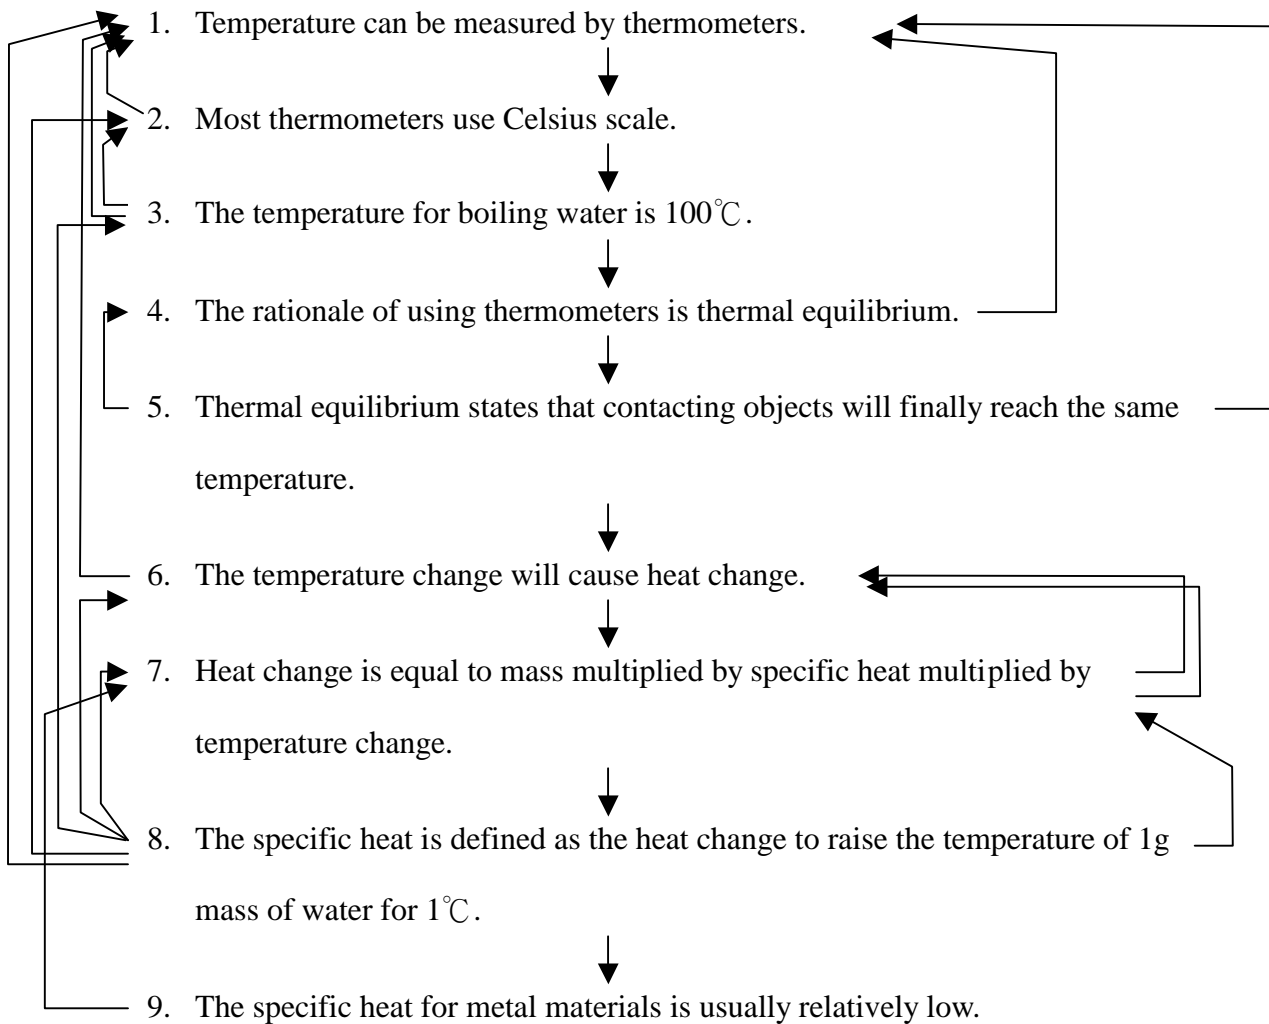 1. Temperature can be measured by thermometers.
2. Most thermometers use Celsius scale.
3. The temperature for boiling water is 100℃.
4. The rationale of using thermometers is thermal equilibrium.
5. Thermal equilibrium states that contacting objects will finally reach the same
temperature.
6. The temperature change will cause heat change.
7. Heat change is equal to mass multiplied by specific heat multiplied by
temperature change.
8. The specific heat is defined as the heat change to raise the temperature of 1g
mass of water for 1℃.
9. The specific heat for metal materials is usually relatively low.